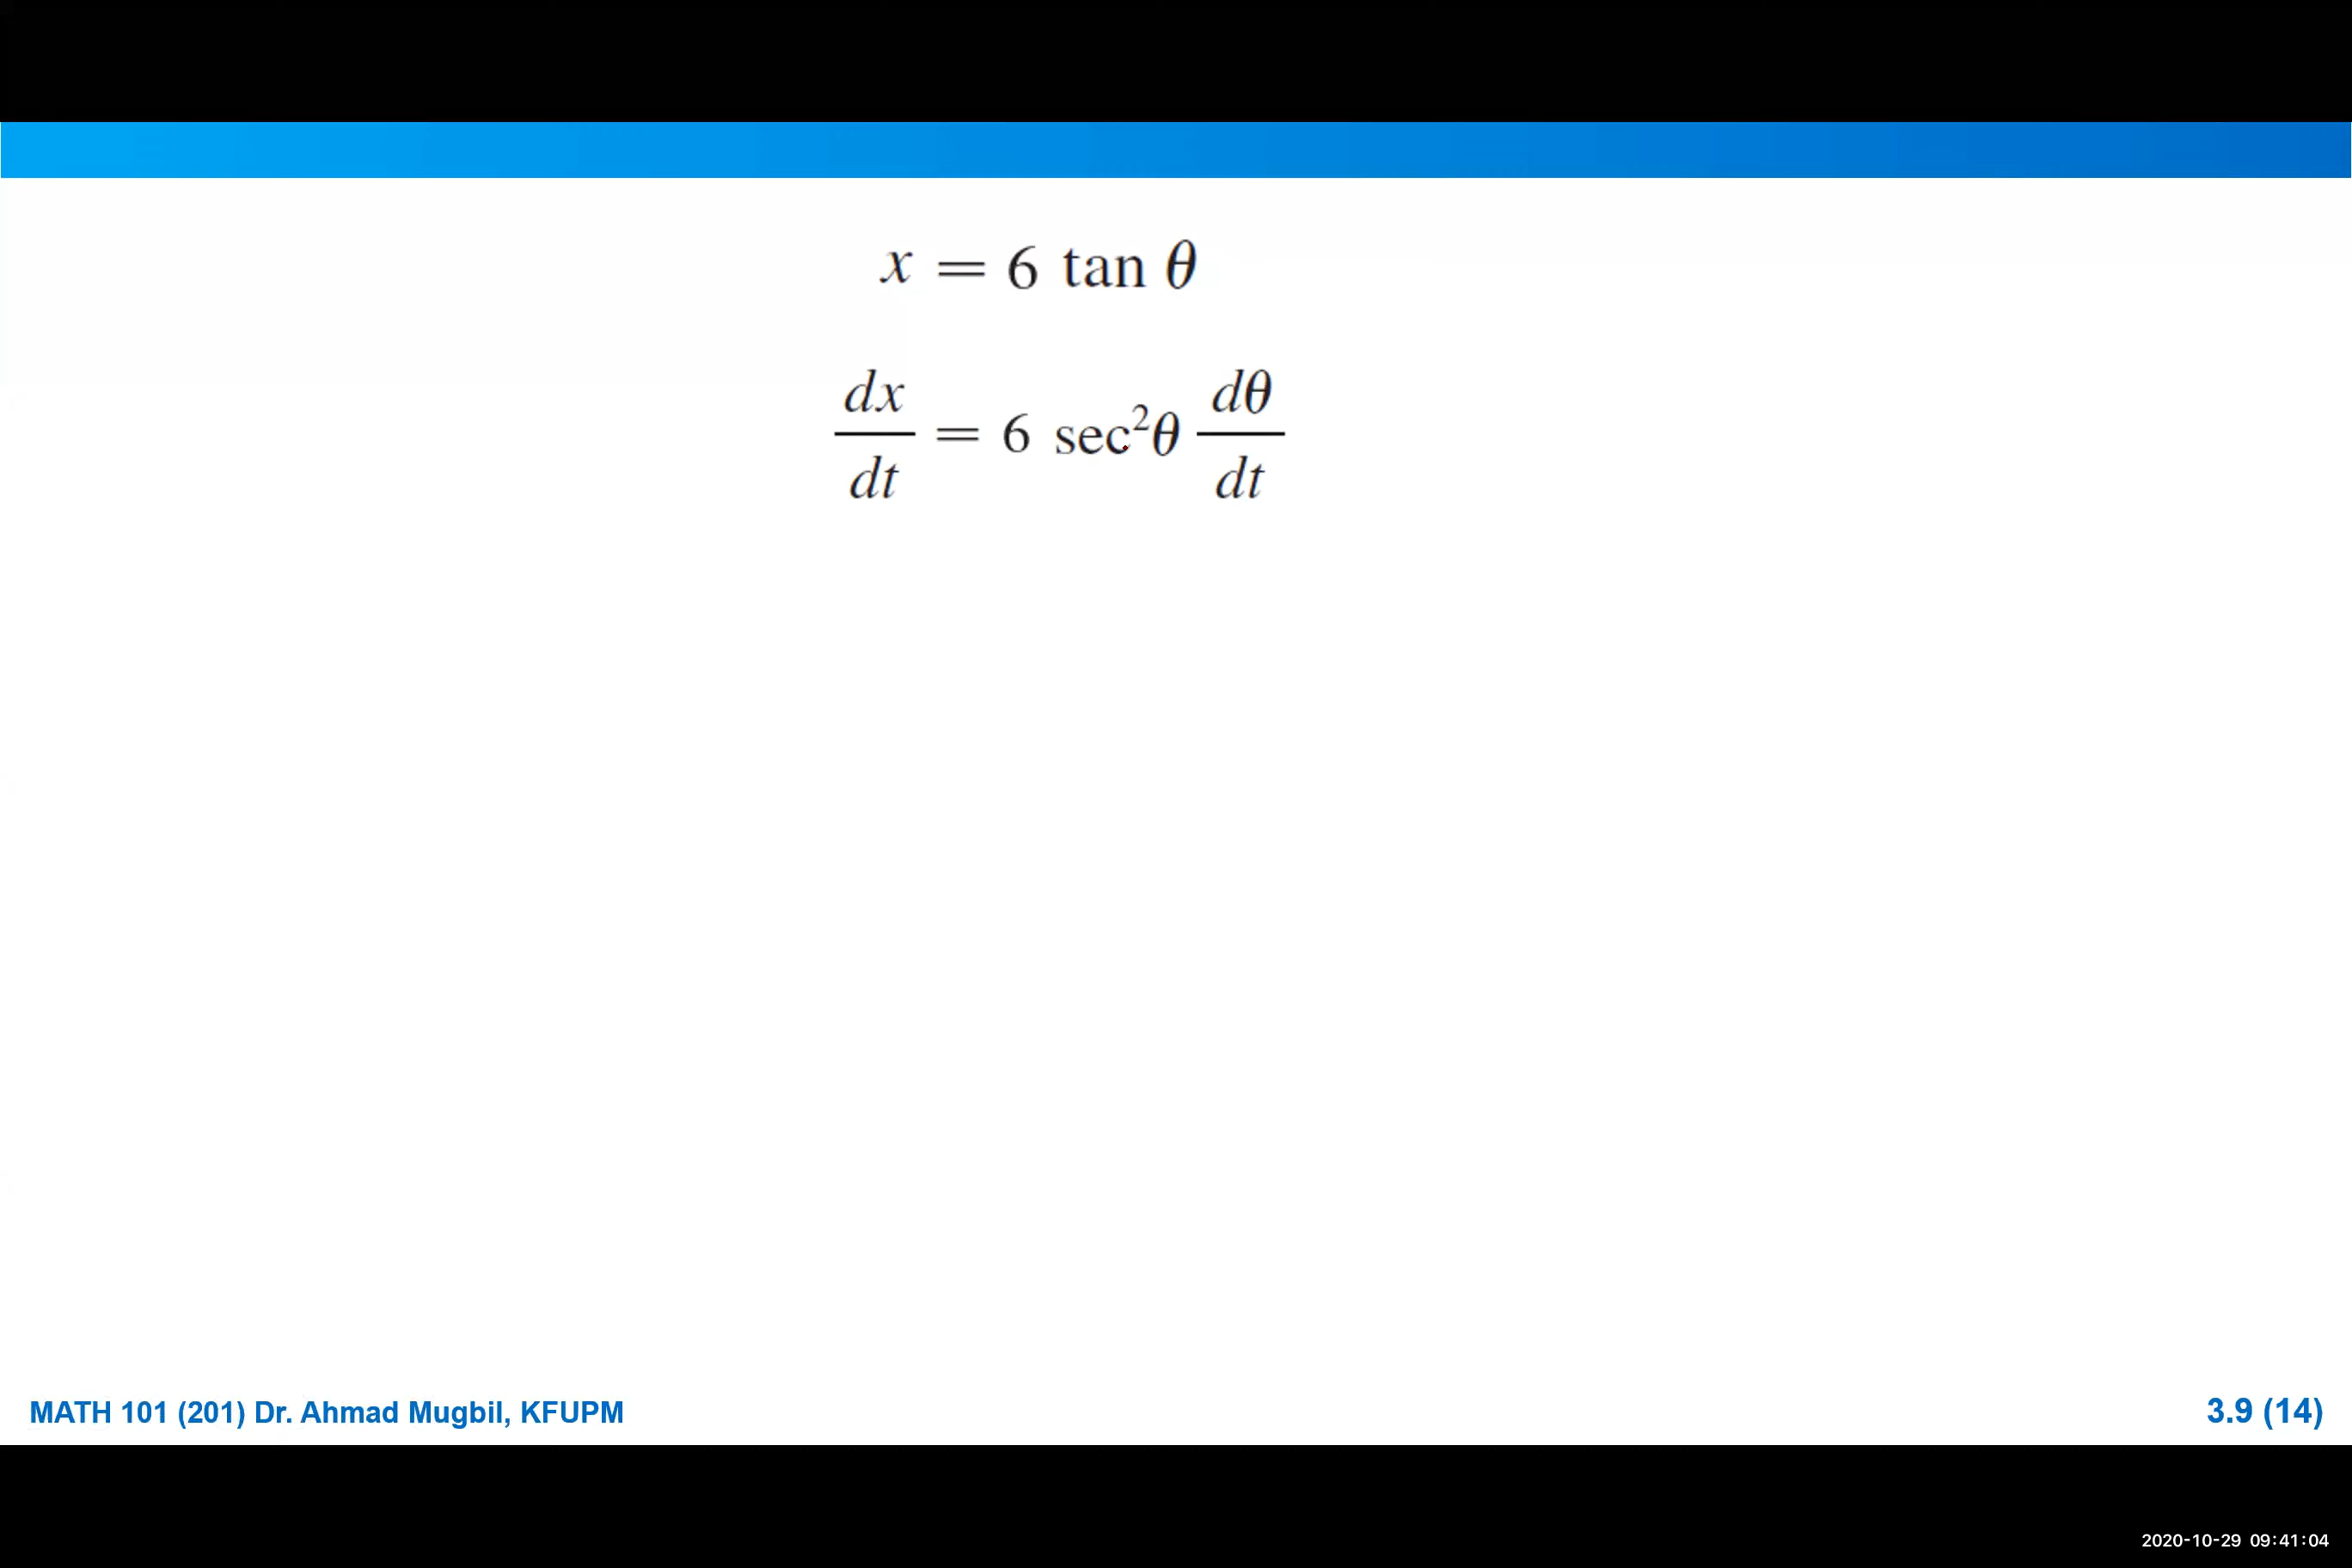 x = 6 tan θ
dx/dt = 6 sec²θ dθ/dt
MATH 101 (201) Dr. Ahmad Mugbil, KFUPM
3.9 (14)
2020-10-29 09:41:04